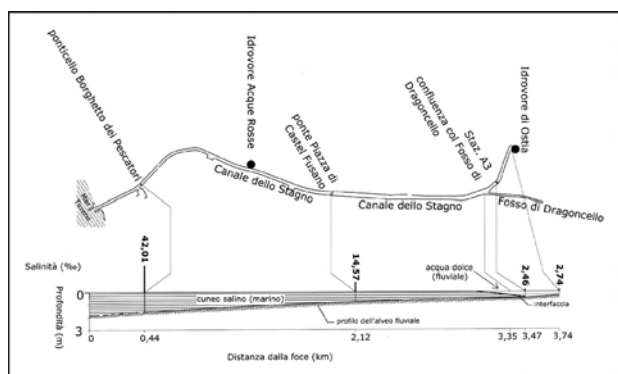 ponticello Borghetto dei Pescatori
Idrovore Acque Rosse
ponte Piazza di
Castel Fusano
confluenza col Fosso di
Dragoncello
Staz. A3
Idrovore di Ostia
Mare
Tirreno
Canale dello Stagno
Canale dello Stagno
Fosso di Dragoncello
Salinità (‰)
42,01
14,57
acqua dolce
(fluviale)
2,46
2,74
Profondità (m)
0
3
cuneo salino (marino)
interfaccia
profilo dell'alveo fluviale
0
0,44
2,12
3,35
3,47
3,74
Distanza dalla foce (km)